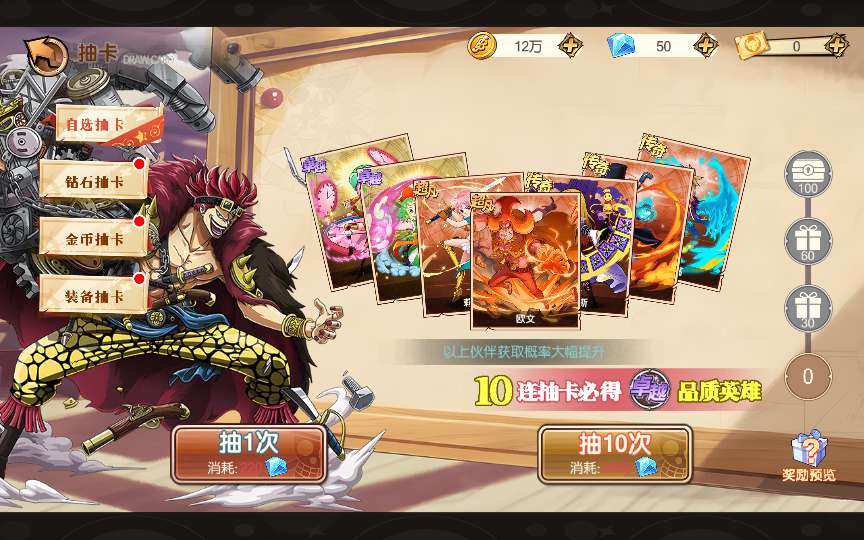 抽卡 DRAW CARD
12万
50
0
自选抽卡
钻石抽卡
金币抽卡
装备抽卡
卓越
卓越
超凡
超凡
传奇
传奇
传奇
欧文
以上伙伴获取概率大幅提升
10连抽卡必得卓越品质英雄
100
60
30
0
抽1次
消耗:220
抽10次
消耗:
奖励预览